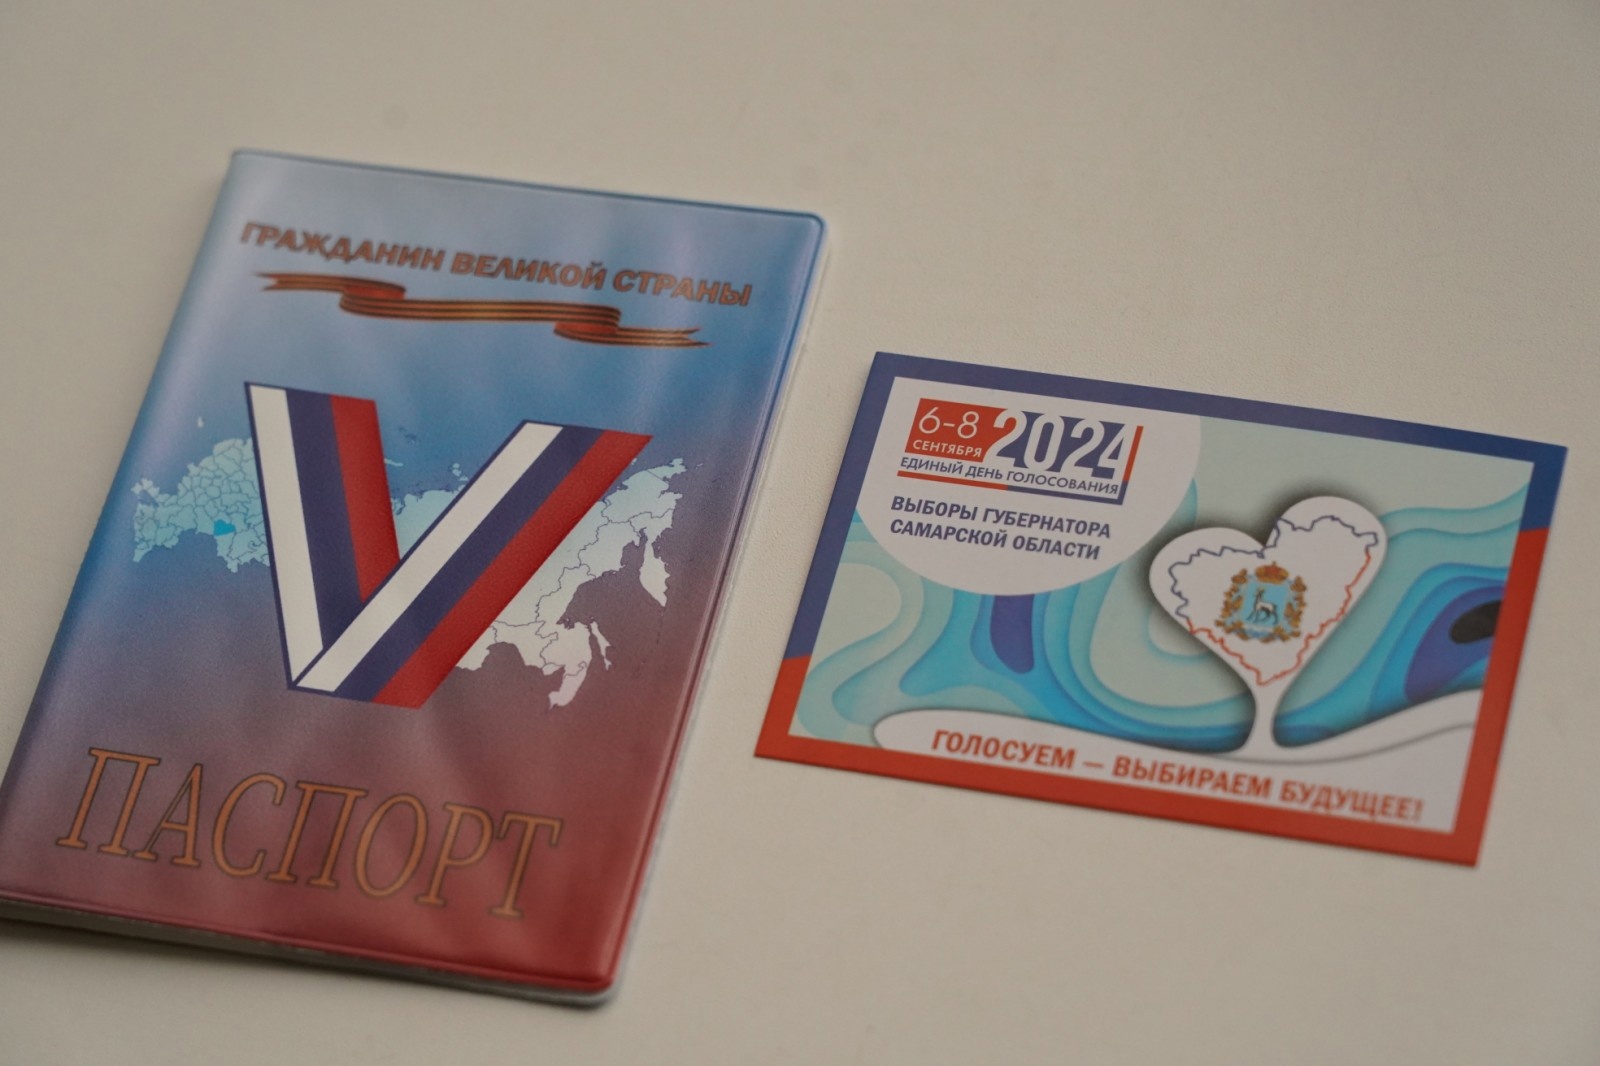 ГРАЖДАНИН ВЕЛИКОЙ СТРАНЫ
V
ПАСПОРТ
6-8
СЕНТЯБРЯ
2024
ЕДИНЫЙ ДЕНЬ ГОЛОСОВАНИЯ
ВЫБОРЫ ГУБЕРНАТОРА
САМАРСКОЙ ОБЛАСТИ
ГОЛОСУЕМ — ВЫБИРАЕМ БУДУЩЕЕ!